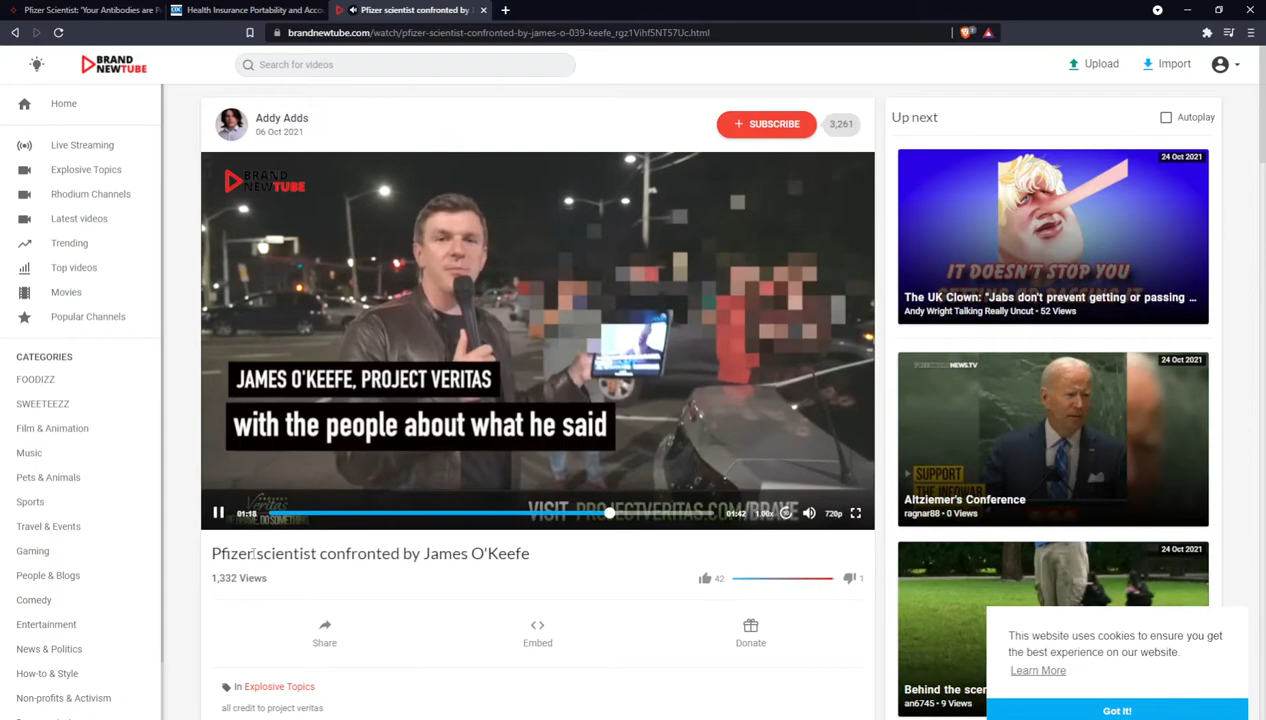 Pfizer Scientist: 'Your Antibodies are P
Health Insurance Portability and Accou
Pfizer scientist confronted by J
brandnewtube.com/watch/pfizer-scientist-confronted-by-james-o-039-keefe_rgz1Vihf5NT57Uc.html
BRAND NEWTUBE
Search for videos
Upload
Import
Home
Live Streaming
Explosive Topics
Rhodium Channels
Latest videos
Trending
Top videos
Movies
Popular Channels
CATEGORIES
FOODIZZ
SWEETEZZ
Film & Animation
Music
Pets & Animals
Sports
Travel & Events
Gaming
People & Blogs
Comedy
Entertainment
News & Politics
How-to & Style
Non-profits & Activism
Addy Adds
06 Oct 2021
+ SUBSCRIBE
3,261
BRAND NEWTUBE
JAMES O'KEEFE, PROJECT VERITAS
with the people about what he said
VISIT PROJECTVERITAS.COM/BRAVE
01:18
01:42
1.00x
720p
Pfizer scientist confronted by James O'Keefe
1,332 Views
42
1
Share
Embed
Donate
In Explosive Topics
all credit to project veritas
Up next
Autoplay
24 Oct 2021
IT DOESN'T STOP YOU
The UK Clown: "Jabs don't prevent getting or passing ...
Andy Wright Talking Really Uncut • 52 Views
24 Oct 2021
NEWS.TV
SUPPORT
THE INFOWAR
Altziemer's Conference
ragnar88 • 0 Views
24 Oct 2021
Behind the scen
an6745 • 9 Views
This website uses cookies to ensure you get
the best experience on our website.
Learn More
Got It!